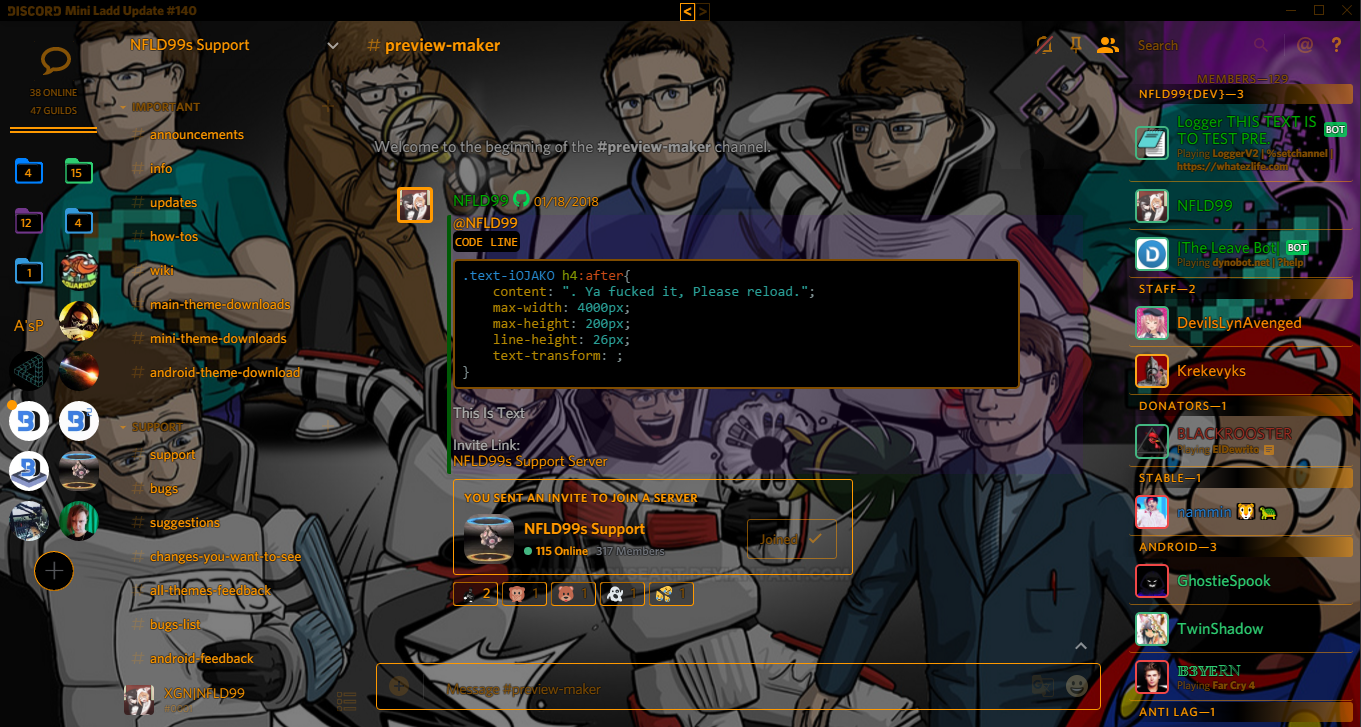 DISCORD Mini Ladd Update #140
< >
38 ONLINE
47 GUILDS
4
15
12
4
1
A'sP
NFLD99s Support
IMPORTANT
# announcements
# info
# updates
# how-tos
# wiki
# main-theme-downloads
# mini-theme-downloads
# android-theme-download
SUPPORT
# support
# bugs
# suggestions
# changes-you-want-to-see
# all-themes-feedback
# bugs-list
# android-feedback
XGN|NFLD99
# preview-maker
Search
@ ?
Welcome to the beginning of the #preview-maker channel.
NFLD99 01/18/2018
@NFLD99
CODE LINE
.text-iOJAKO h4:after{
content: ". Ya fucked it, Please reload.";
max-width: 4000px;
max-height: 200px;
line-height: 26px;
text-transform: ;
}
This Is Text
Invite Link:
NFLD99s Support Server
YOU SENT AN INVITE TO JOIN A SERVER
NFLD99s Support
115 Online 317 Members
Joined
2
1
1
1
1
Message #preview-maker
MEMBERS—129
NFLD99{DEV}—3
Logger THIS TEXT IS
TO TEST PRE. BOT
Playing LoggerV2 | %setchannel |
https://whatezlife.com
NFLD99
|The Leave Bot| BOT
Playing dynobot.net | ?help
STAFF—2
DevilsLynAvenged
Krekevyks
DONATORS—1
BLACKROOSTER
Playing ElDewrito
STABLE—1
nammin
ANDROID—3
GhostieSpook
TwinShadow
B3YERN
Playing Far Cry 4
ANTI LAG—1